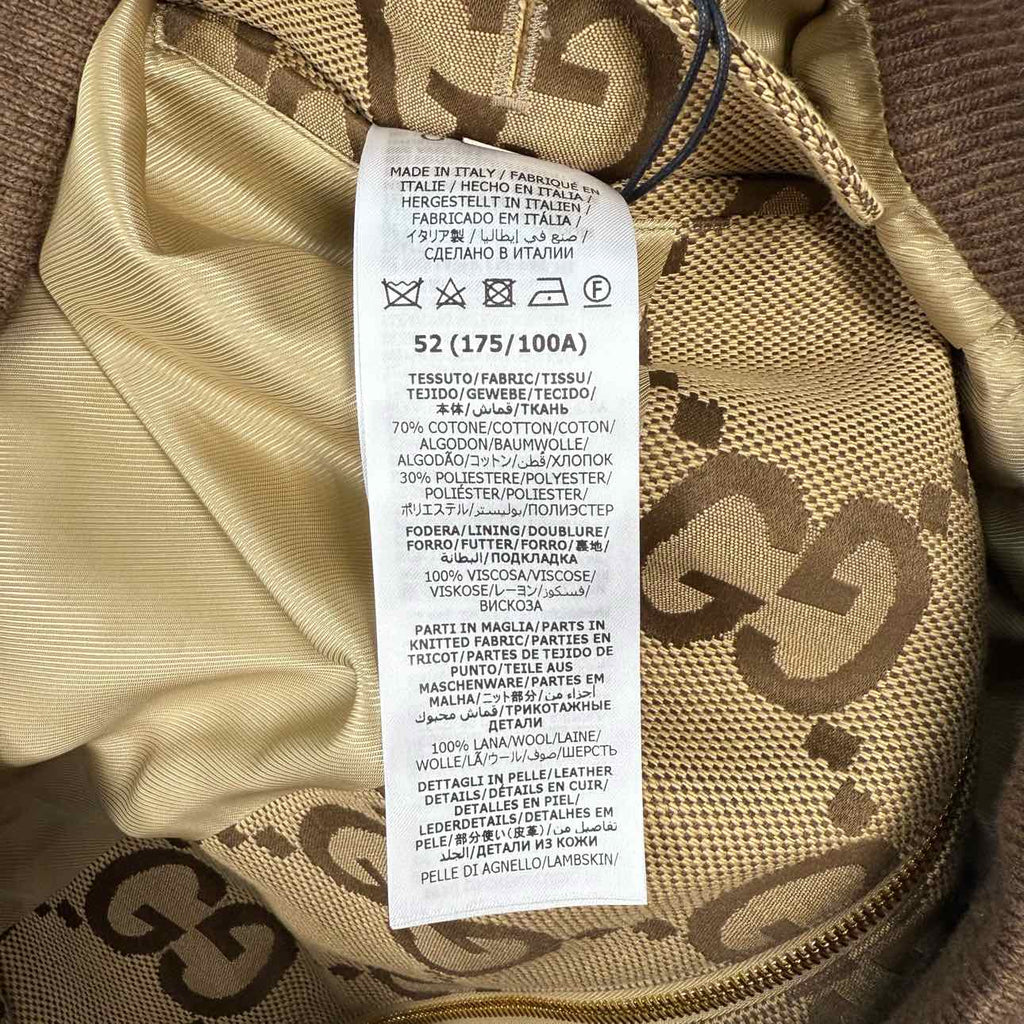 MADE IN ITALY / FABRIQUÉ EN
ITALIE / HECHO EN ITALIA /
HERGESTELLT IN ITALIEN /
FABRICADO EM ITÁLIA /
イタリア製 / صنع في إيطاليا /
СДЕЛАНО В ИТАЛИИ
F
52 (175/100A)
TESSUTO/FABRIC/TISSU/
TEJIDO/GEWEBE/TECIDO/
本体/قماش/ТКАНЬ
70% COTONE/COTTON/COTON/
ALGODON/BAUMWOLLE/
ALGODÃO/コットン/قطن/ХЛОПОК
30% POLIESTERE/POLYESTER/
POLIÉSTER/POLIESTER/
ポリエステル/بوليستر/ПОЛИЭСТЕР
FODERA/LINING/DOUBLURE/
FORRO/FUTTER/FORRO/裏地/
البطانة/ПОДКЛАДКА
100% VISCOSA/VISCOSE/
VISKOSE/レーヨン/فسكوز/
ВИСКОЗА
PARTI IN MAGLIA/PARTS IN
KNITTED FABRIC/PARTIES EN
TRICOT/PARTES DE TEJIDO DE
PUNTO/TEILE AUS
MASCHENWARE/PARTES EM
MALHA/ニット部分/أجزاء من
قماش محبوك/ТРИКОТАЖНЫЕ
ДЕТАЛИ
100% LANA/WOOL/LAINE/
WOLLE/LÃ/ウール/صوف/ШЕРСТЬ
DETTAGLI IN PELLE/LEATHER
DETAILS/DÉTAILS EN CUIR/
DETALLES EN PIEL/
LEDERDETAILS/DETALHES EM
PELE/部分使い(皮革)/تفاصيل من
الجلد/ДЕТАЛИ ИЗ КОЖИ
PELLE DI AGNELLO/LAMBSKIN/